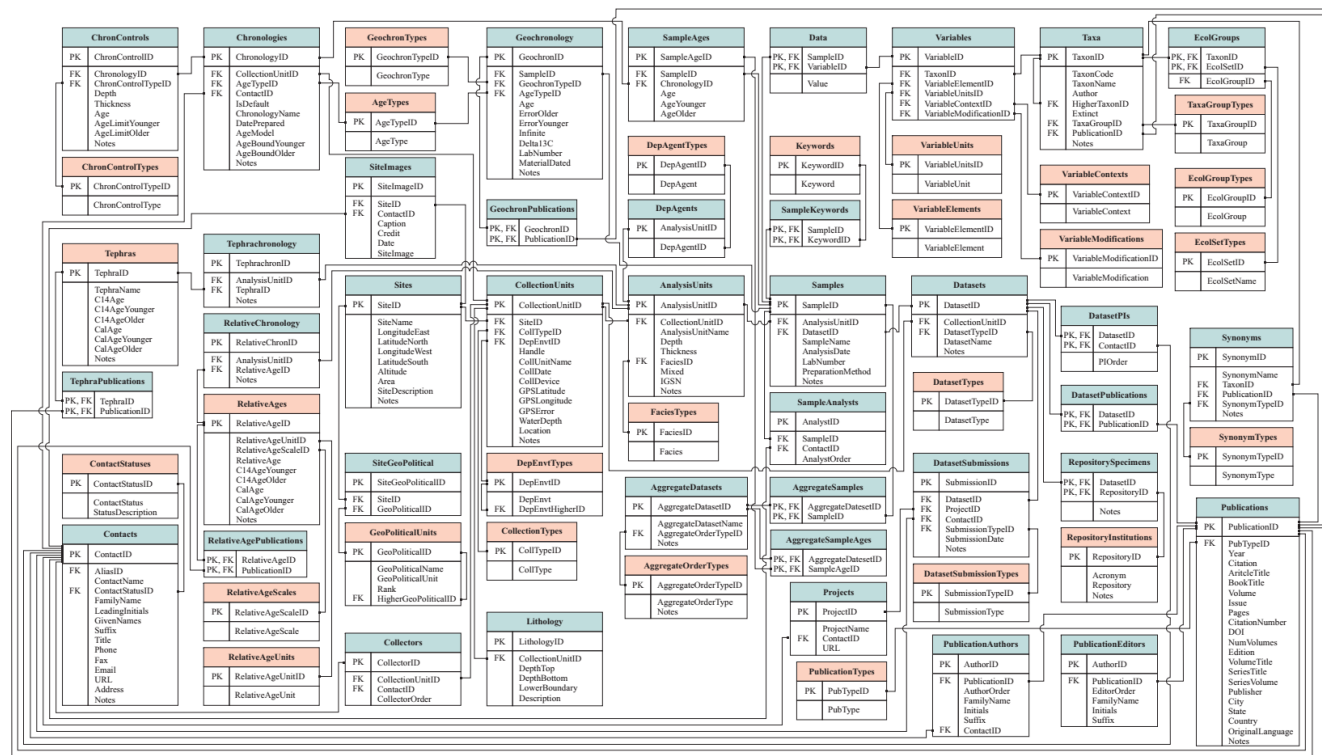 ChronControls
PK ChronControlID
FK ChronologyID
FK ChronControlTypeID
Depth
Thickness
Age
AgeLimitYounger
AgeLimitOlder
Notes
ChronControlTypes
PK ChronControlTypeID
ChronControlType
Chronologies
PK ChronologyID
FK CollectionUnitID
FK AgeTypeID
FK ContactID
IsDefault
ChronologyName
DatePrepared
AgeModel
AgeBoundYounger
AgeBoundOlder
Notes
GeochronTypes
PK GeochronTypeID
GeochronType
AgeTypes
PK AgeTypeID
AgeType
SiteImages
PK SiteImageID
FK SiteID
FK ContactID
Caption
Credit
Date
SiteImage
Geochronology
PK GeochronID
FK SampleID
FK GeochronTypeID
FK AgeTypeID
Age
ErrorOlder
ErrorYounger
Infinite
Delta13C
LabNumber
MaterialDated
Notes
GeochronPublications
PK, FK GeochronID
PK, FK PublicationID
SampleAges
PK SampleAgeID
FK SampleID
FK ChronologyID
Age
AgeYounger
AgeOlder
DepAgentTypes
PK DepAgentID
DepAgent
DepAgents
PK AnalysisUnitID
DepAgentID
Data
PK, FK SampleID
PK, FK VariableID
Value
Keywords
PK KeywordID
Keyword
SampleKeywords
PK, FK SampleID
PK, FK KeywordID
Variables
PK VariableID
FK TaxonID
FK VariableElementID
FK VariableUnitsID
FK VariableContextID
FK VariableModificationID
VariableUnits
PK VariableUnitsID
VariableUnit
VariableElements
PK VariableElementID
VariableElement
Taxa
PK TaxonID
TaxonCode
TaxonName
Author
FK HigherTaxonID
Extinct
FK TaxaGroupID
FK PublicationID
Notes
VariableContexts
PK VariableContextID
VariableContext
VariableModifications
PK VariableModificationID
VariableModification
EcolGroups
PK, FK TaxonID
PK, FK EcolSetID
FK EcolGroupID
TaxaGroupTypes
PK TaxaGroupID
TaxaGroup
EcolGroupTypes
PK EcolGroupID
EcolGroup
EcolSetTypes
PK EcolSetID
EcolSetName
Tephras
PK TephraID
TephraName
C14Age
C14AgeYounger
C14AgeOlder
CalAge
CalAgeYounger
CalAgeOlder
Notes
TephraPublications
PK, FK TephraID
PK, FK PublicationID
Tephrachronology
PK TephrachronID
FK AnalysisUnitID
FK TephraID
Notes
RelativeChronology
PK RelativeChronID
FK AnalysisUnitID
FK RelativeAgeID
Notes
RelativeAges
PK RelativeAgeID
RelativeAgeUnitID
RelativeAgeScaleID
RelativeAge
C14AgeYounger
C14AgeOlder
CalAge
CalAgeYounger
CalAgeOlder
Notes
RelativeAgePublications
PK, FK RelativeAgeID
PK, FK PublicationID
RelativeAgeScales
PK RelativeAgeScaleID
RelativeAgeScale
RelativeAgeUnits
PK RelativeAgeUnitID
RelativeAgeUnit
Sites
PK SiteID
SiteName
LongitudeEast
LatitudeNorth
LongitudeWest
LatitudeSouth
Altitude
Area
SiteDescription
Notes
SiteGeoPolitical
PK SiteGeoPoliticalID
FK SiteID
FK GeoPoliticalID
GeoPoliticalUnits
PK GeoPoliticalID
GeoPoliticalName
GeoPoliticalUnit
Rank
FK HigherGeoPoliticalID
Collectors
PK CollectorID
FK CollectionUnitID
FK ContactID
CollectorOrder
CollectionUnits
PK CollectionUnitID
FK SiteID
FK CollTypeID
FK DepEnvtID
Handle
CollUnitName
CollDate
CollDevice
GPSLatitude
GPSLongitude
GPSError
WaterDepth
Location
Notes
DepEnvtTypes
PK DepEnvtID
DepEnvt
FK DepEnvtHigherID
CollectionTypes
PK CollTypeID
CollType
Lithology
PK LithologyID
FK CollectionUnitID
DepthTop
DepthBottom
LowerBoundary
Description
AnalysisUnits
PK AnalysisUnitID
FK CollectionUnitID
AnalysisUnitName
Depth
Thickness
FK FaciesID
Mixed
IGSN
Notes
FaciesTypes
PK FaciesID
Facies
AggregateDatasets
PK AggregateDatasetID
AggregateDatasetName
FK AggregateOrderTypeID
Notes
AggregateOrderTypes
PK AggregateOrderTypeID
AggregateOrderType
Notes
Samples
PK SampleID
FK AnalysisUnitID
FK DatasetID
SampleName
AnalysisDate
LabNumber
PreparationMethod
Notes
SampleAnalysts
PK AnalystID
FK SampleID
FK ContactID
AnalystOrder
AggregateSamples
PK, FK AggregateDatesetID
PK, FK SampleID
AggregateSampleAges
PK, FK AggregateDatesetID
PK, FK SampleAgeID
Projects
PK ProjectID
ProjectName
FK ContactID
URL
PublicationTypes
PK PubTypeID
PubType
Datasets
PK DatasetID
FK CollectionUnitID
FK DatasetTypeID
DatasetName
Notes
DatasetTypes
PK DatasetTypeID
DatasetType
DatasetSubmissions
PK SubmissionID
FK DatasetID
FK ProjectID
FK ContactID
FK SubmissionTypeID
SubmissionDate
Notes
DatasetSubmissionTypes
PK SubmissionTypeID
SubmissionType
PublicationAuthors
PK AuthorID
FK PublicationID
AuthorOrder
FamilyName
Initials
Suffix
FK ContactID
DatasetPIs
PK, FK DatasetID
PK, FK ContactID
PIOrder
DatasetPublications
PK, FK DatasetID
PK, FK PublicationID
RepositorySpecimens
PK, FK DatasetID
PK, FK RepositoryID
Notes
RepositoryInstitutions
PK RepositoryID
Acronym
Repository
Notes
PublicationEditors
PK AuthorID
FK PublicationID
EditorOrder
FamilyName
Initials
Suffix
Synonyms
PK SynonymID
SynonymName
FK TaxonID
FK PublicationID
FK SynonymTypeID
Notes
SynonymTypes
PK SynonymTypeID
SynonymType
Publications
PK PublicationID
FK PubTypeID
Year
Citation
AritcleTitle
BookTitle
Volume
Issue
Pages
CitationNumber
DOI
NumVolumes
Edition
VolumeTitle
SeriesTitle
SeriesVolume
Publisher
City
State
Country
OriginalLanguage
Notes
ContactStatuses
PK ContactStatusID
ContactStatus
StatusDescription
Contacts
PK ContactID
FK AliasID
ContactName
FK ContactStatusID
FamilyName
LeadingInitials
GivenNames
Suffix
Title
Phone
Fax
Email
URL
Address
Notes